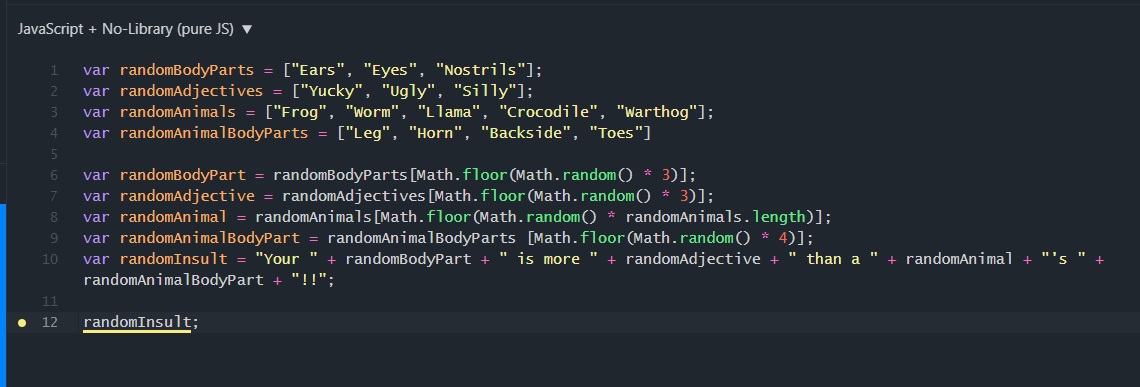 JavaScript + No-Library (pure JS) ▼
1 var randomBodyParts = ["Ears", "Eyes", "Nostrils"];
2 var randomAdjectives = ["Yucky", "Ugly", "Silly"];
3 var randomAnimals = ["Frog", "Worm", "Llama", "Crocodile", "Warthog"];
4 var randomAnimalBodyParts = ["Leg", "Horn", "Backside", "Toes"]
5
6 var randomBodyPart = randomBodyParts[Math.floor(Math.random() * 3)];
7 var randomAdjective = randomAdjectives[Math.floor(Math.random() * 3)];
8 var randomAnimal = randomAnimals[Math.floor(Math.random() * randomAnimals.length)];
9 var randomAnimalBodyPart = randomAnimalBodyParts [Math.floor(Math.random() * 4)];
10 var randomInsult = "Your " + randomBodyPart + " is more " + randomAdjective + " than a " + randomAnimal + "'s " +
randomAnimalBodyPart + "!!";
11
12 randomInsult;